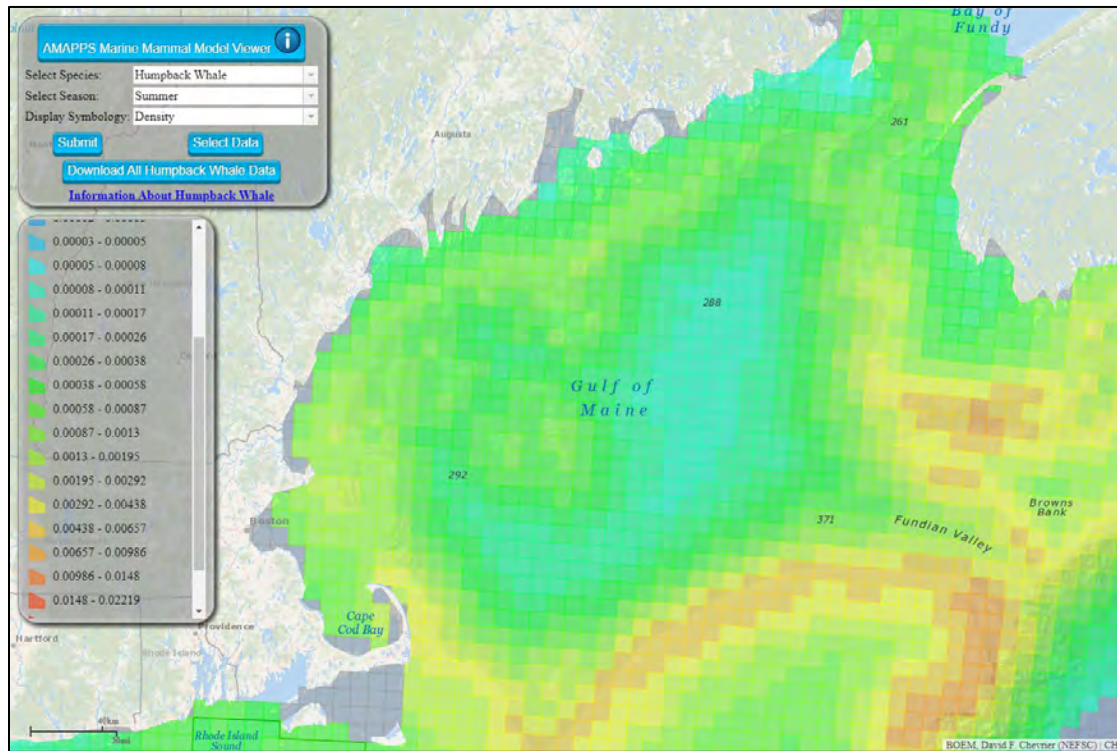 AMAPPS Marine Mammal Model Viewer i
Select Species: Humpback Whale
Select Season: Summer
Display Symbology: Density
Submit Select Data
Download All Humpback Whale Data
Information About Humpback Whale
0.00003 - 0.00005
0.00005 - 0.00008
0.00008 - 0.00011
0.00011 - 0.00017
0.00017 - 0.00026
0.00026 - 0.00038
0.00038 - 0.00058
0.00058 - 0.00087
0.00087 - 0.0013
0.0013 - 0.00195
0.00195 - 0.00292
0.00292 - 0.00438
0.00438 - 0.00657
0.00657 - 0.00986
0.00986 - 0.0148
0.0148 - 0.02219
Bay of
Fundy
261
Augusta
288
Gulf of
Maine
292
Boston
371
Fundian Valley
Browns
Bank
Cape
Cod Bay
Providence
Hartford
Rhode Island
40km
Rhode Island
Sound
BOEM, David F. Chevrier (NEFSC)